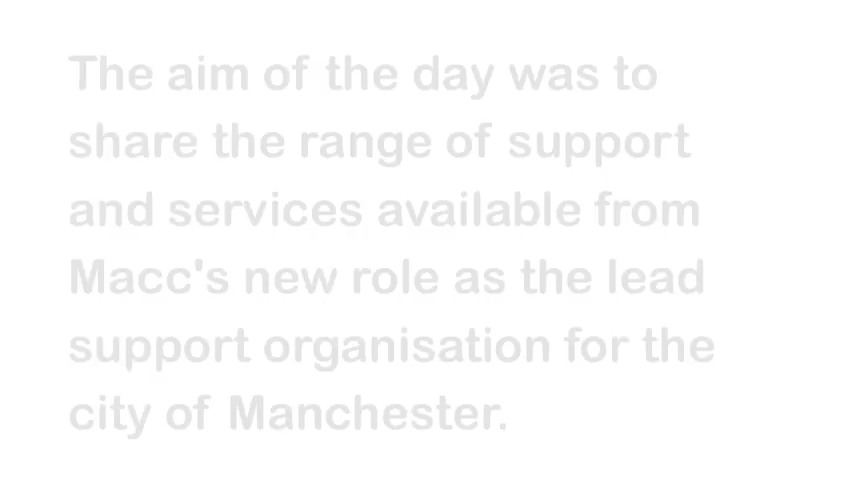 The aim of the day was to
share the range of support
and services available from
Macc's new role as the lead
support organisation for the
city of Manchester.